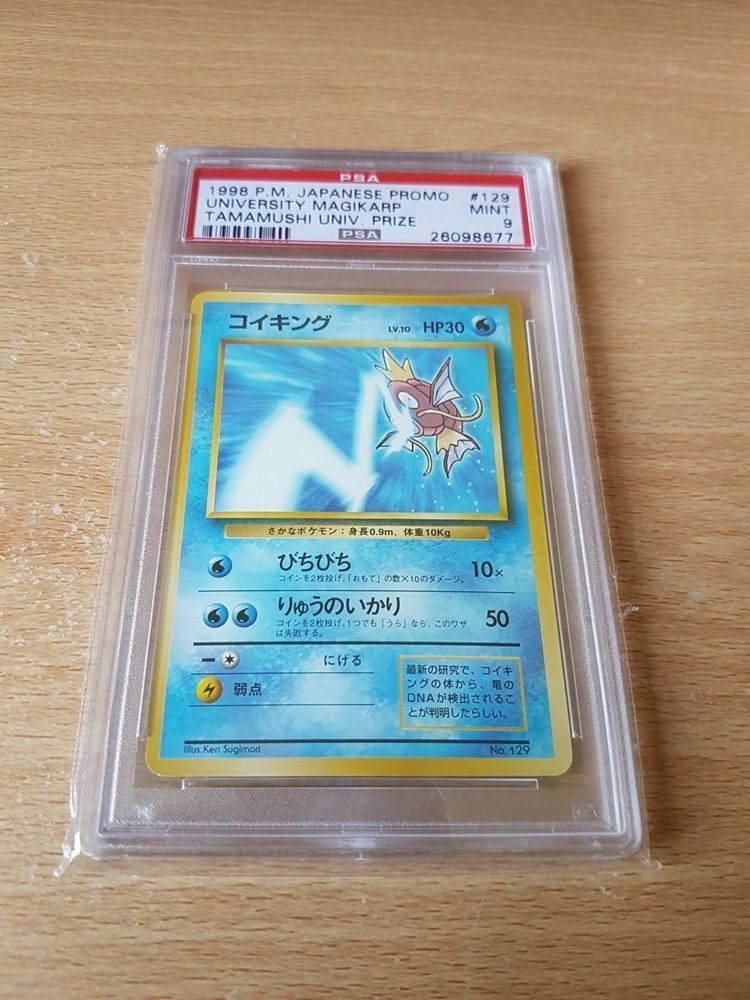 PSA
1998 P.M. JAPANESE PROMO #129
UNIVERSITY MAGIKARP MINT
TAMAMUSHI UNIV. PRIZE 9
PSA 26098677
コイキング LV.10 HP30
さかなポケモン：身長0.9m、体重10Kg
びちびち 10×
コインを2枚投げ、「おもて」の数×10のダメージ。
りゅうのいかり 50
コインを2枚投げ、1つでも「うら」なら、このワザ
は失敗する。
にげる
弱点
最新の研究で、コイキ
ングの体から、竜の
DNAが検出されるこ
とが判明したらしい。
Illus. Ken Sugimori No. 129